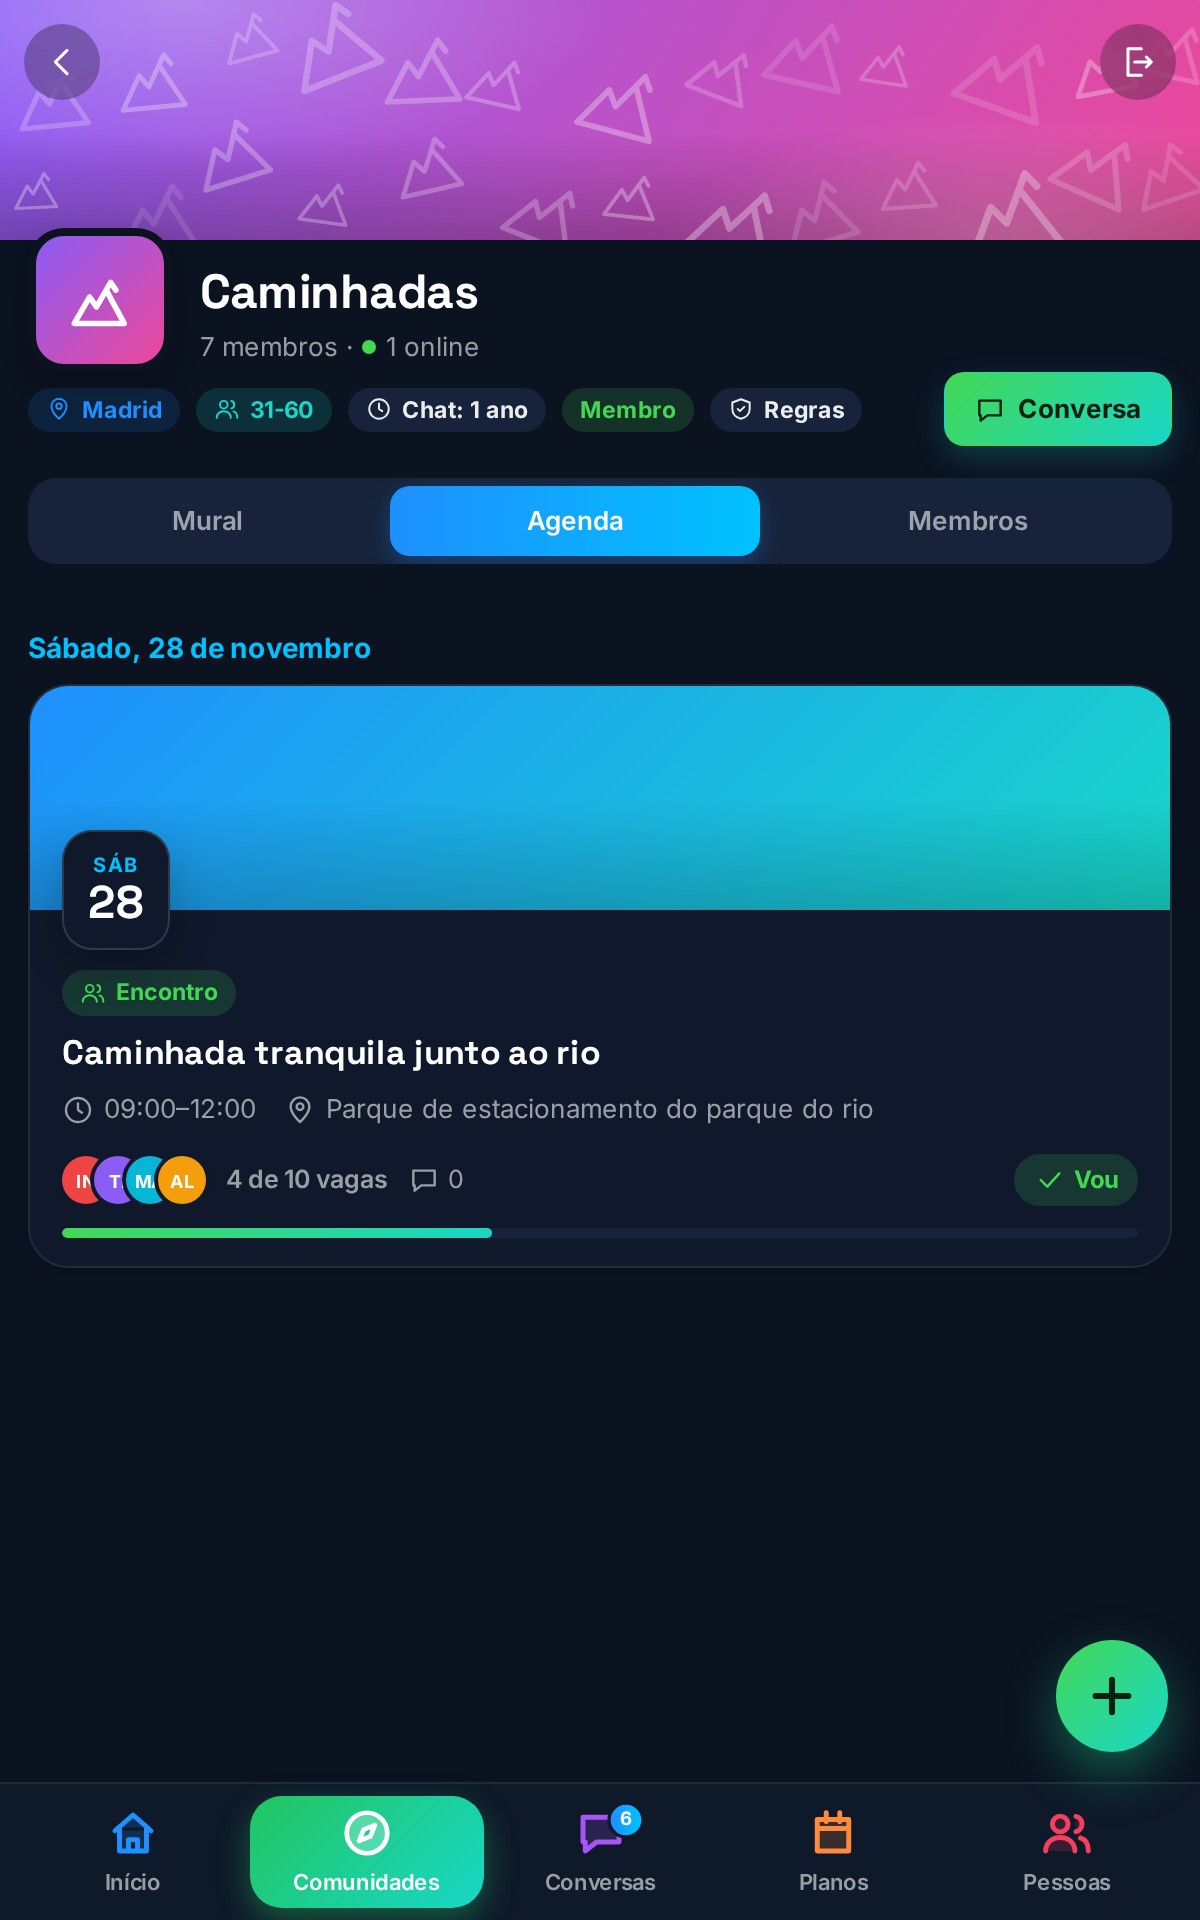 Caminhadas
7 membros · 1 online
Madrid 31-60 Chat: 1 ano Membro Regras Conversa
Mural Agenda Membros
Sábado, 28 de novembro
SÁB
28
Encontro
Caminhada tranquila junto ao rio
09:00–12:00 Parque de estacionamento do parque do rio
AL 4 de 10 vagas 0 Vou
6
Início Comunidades Conversas Planos Pessoas